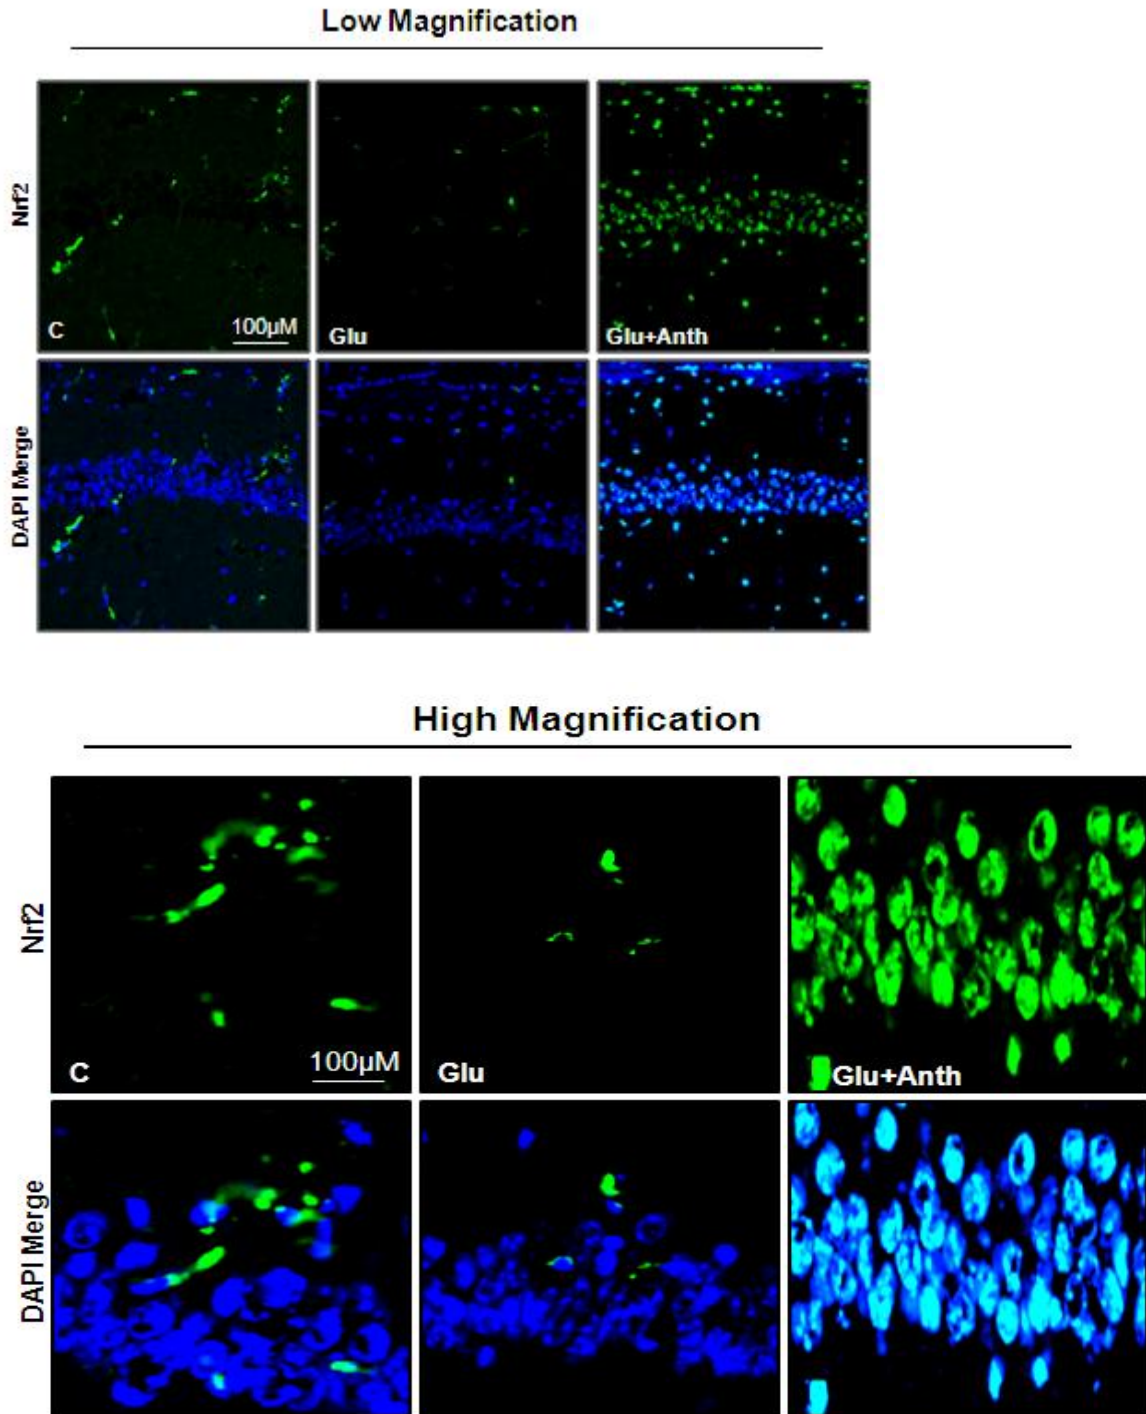 Low Magnification
Nrf2
C
100µM
Glu
Glu+Anth
DAPI Merge
High Magnification
Nrf2
C
100µM
Glu
Glu+Anth
DAPI Merge